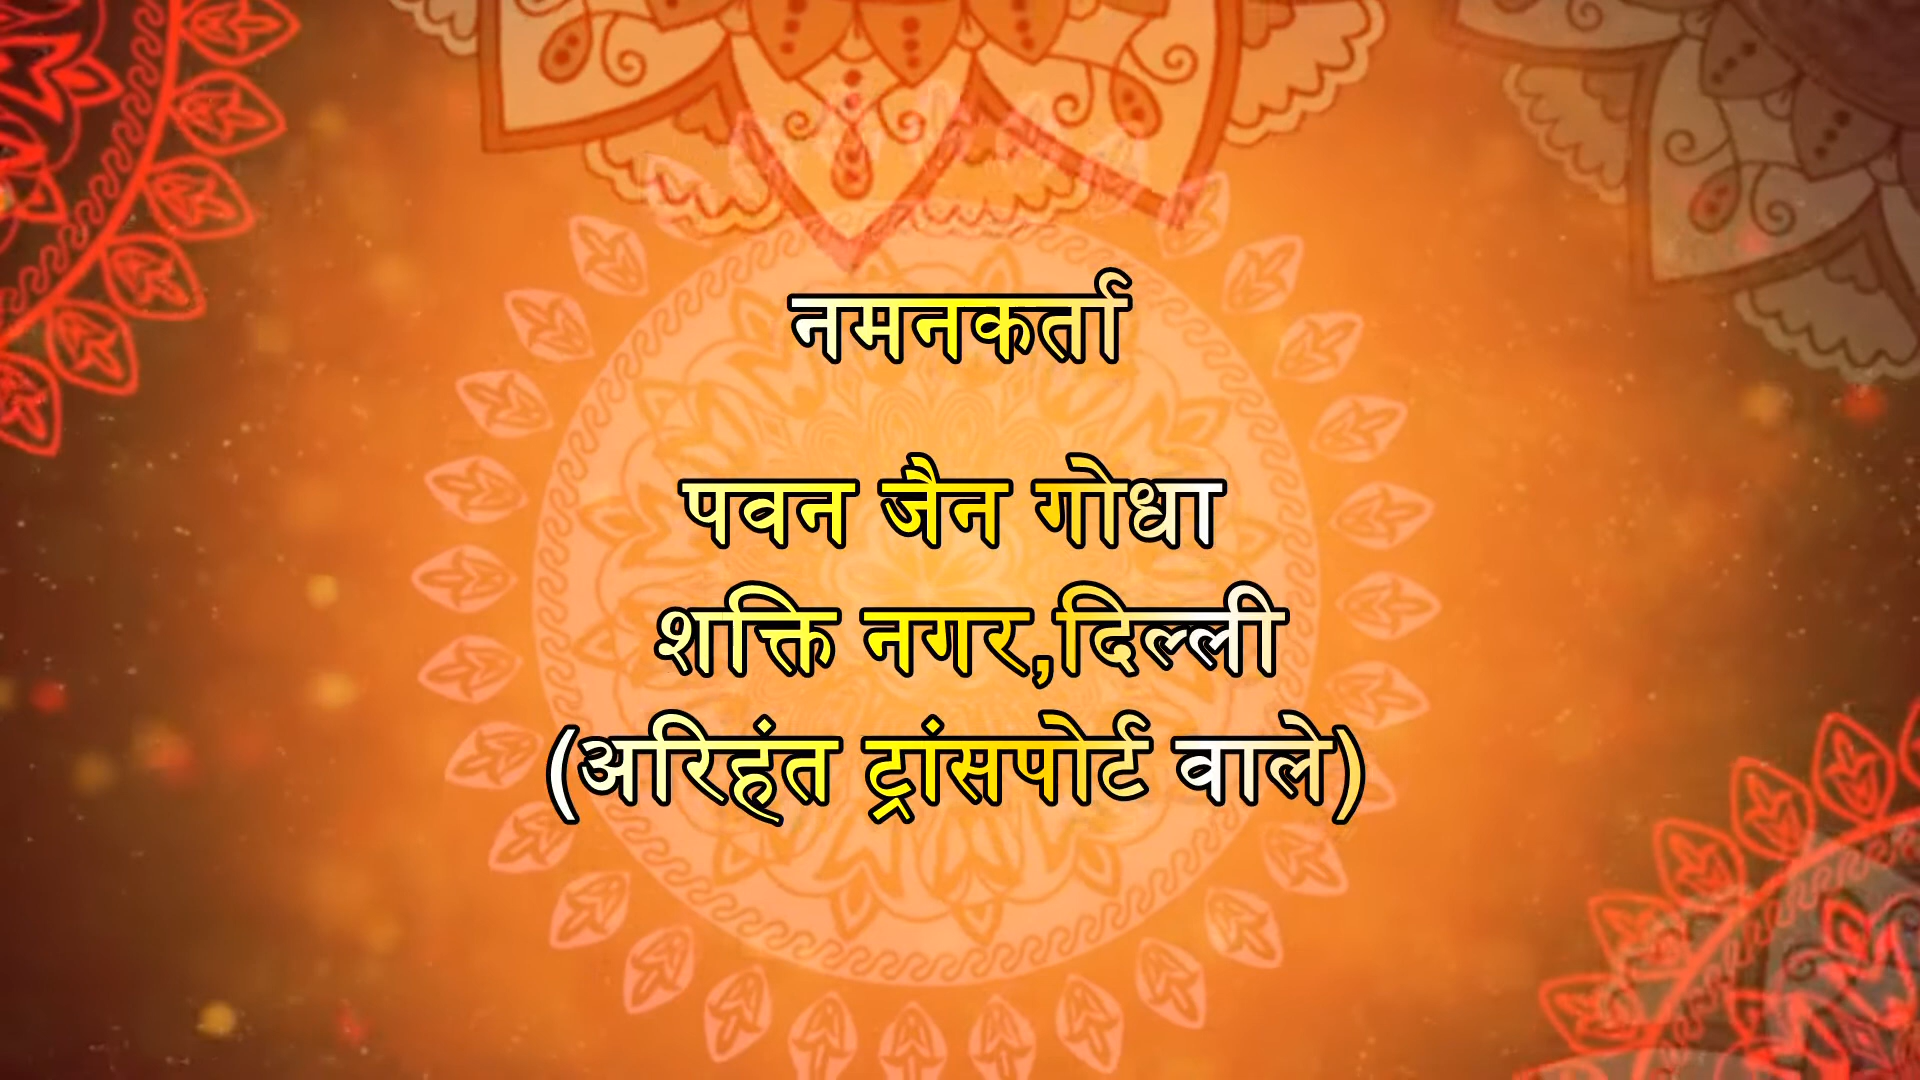 नमनकर्ता
पवन जैन गोधा
शक्ति नगर,दिल्ली
(अरिहंत ट्रांसपोर्ट वाले)